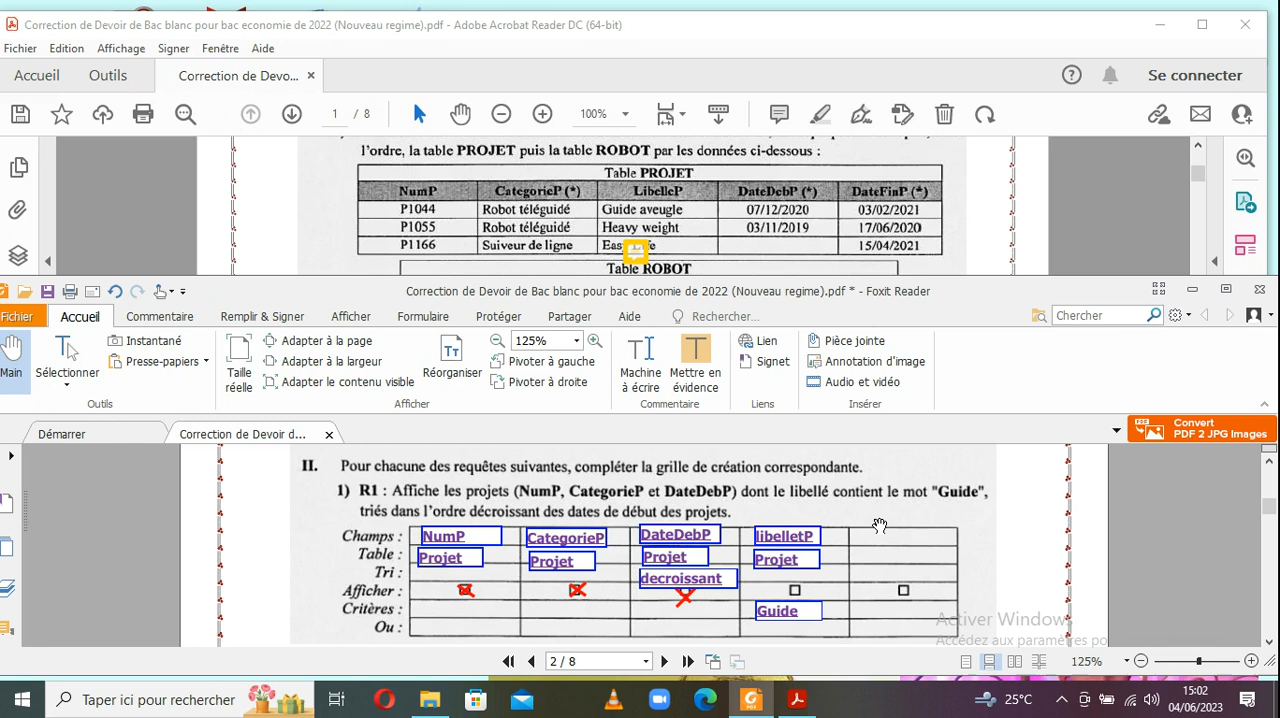 Correction de Devoir de Bac blanc pour bac economie de 2022 (Nouveau regime).pdf - Adobe Acrobat Reader DC (64-bit)
Fichier Edition Affichage Signer Fenêtre Aide
Accueil Outils Correction de Devo... × Se connecter
1 / 8 100%
l'ordre, la table PROJET puis la table ROBOT par les données ci-dessous :
Table PROJET
NumP CategorieP (*) LibelleP DateDebP (*) DateFinP (*)
P1044 Robot téléguidé Guide aveugle 07/12/2020 03/02/2021
P1055 Robot téléguidé Heavy weight 03/11/2019 17/06/2020
P1166 Suiveur de ligne 15/04/2021
Table ROBOT
Correction de Devoir de Bac blanc pour bac economie de 2022 (Nouveau regime).pdf * - Foxit Reader
Fichier Accueil Commentaire Remplir & Signer Afficher Formulaire Protéger Partager Aide Rechercher... Chercher
Main Sélectionner Instantané Presse-papiers Taille réelle Adapter à la page Adapter à la largeur Adapter le contenu visible Réorganiser 125% Pivoter à gauche Pivoter à droite Machine à écrire Mettre en évidence Lien Signet Pièce jointe Annotation d'image Audio et vidéo
Outils Afficher Commentaire Liens Insérer
Démarrer Correction de Devoir d... × Convert PDF 2 JPG Images
II. Pour chacune des requêtes suivantes, compléter la grille de création correspondante.
1) R1 : Affiche les projets (NumP, CategorieP et DateDebP) dont le libellé contient le mot "Guide",
triés dans l'ordre décroissant des dates de début des projets.
Champs : NumP CategorieP DateDebP libelletP
Table : Projet Projet Projet Projet
Tri : decroissant
Afficher :
Critères : Guide
Ou :
Activer Windows
Accédez aux paramètres po
2 / 8 125%
Taper ici pour rechercher 25°C 15:02
04/06/2023